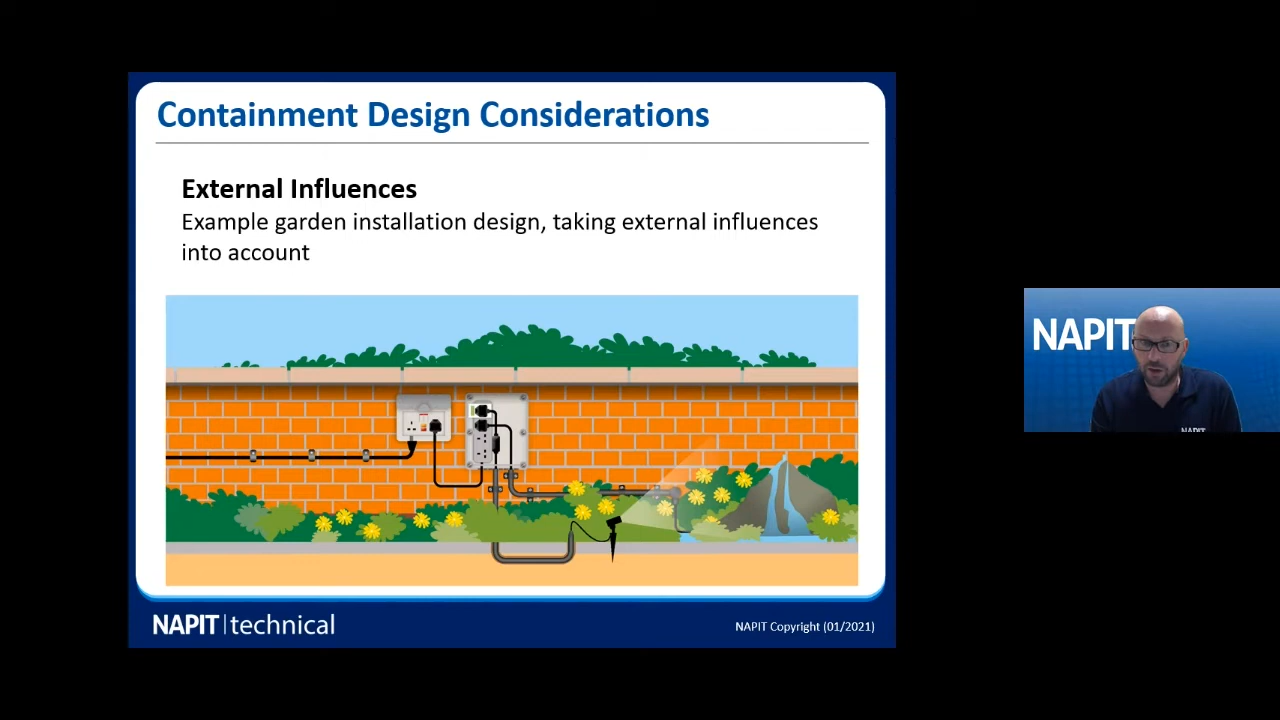 Containment Design Considerations
External Influences
Example garden installation design, taking external influences
into account
NAPIT technical
NAPIT Copyright (01/2021)
NAPIT
NAPIT